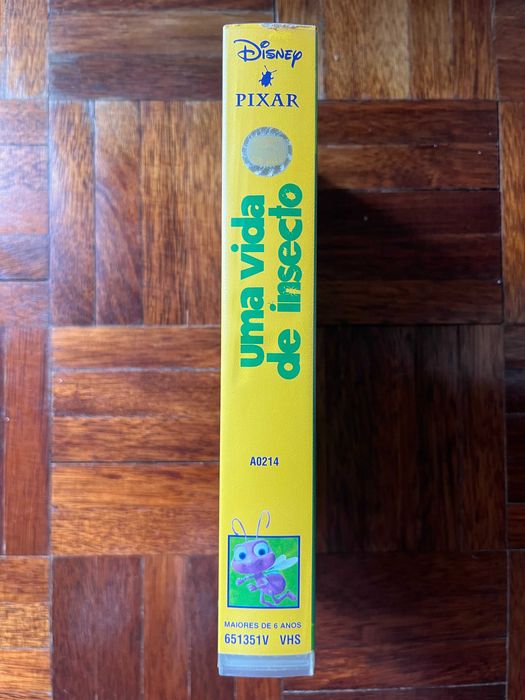 Disney
PIXAR
uma vida
de insecto
A0214
MAIORES DE 6 ANOS
651351V VHS